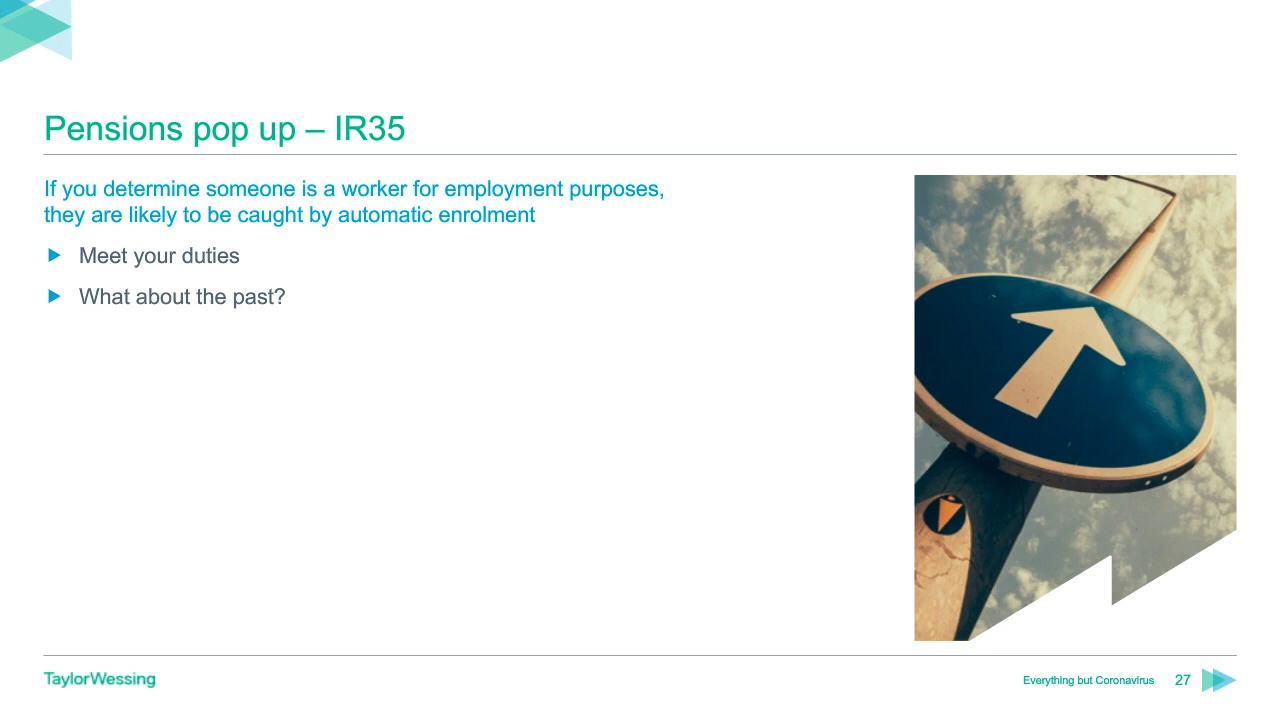 Pensions pop up – IR35
If you determine someone is a worker for employment purposes,
they are likely to be caught by automatic enrolment
Meet your duties
What about the past?
TaylorWessing
Everything but Coronavirus
27